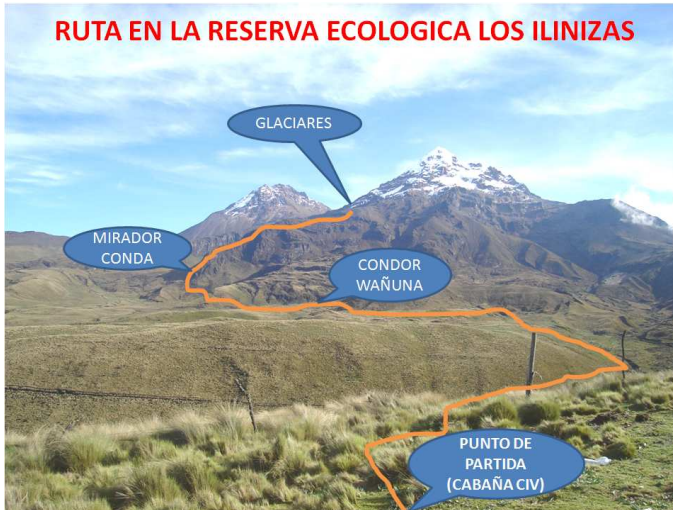 RUTA EN LA RESERVA ECOLOGICA LOS ILINIZAS
GLACIARES
MIRADOR
CONDA
CONDOR
WAÑUNA
PUNTO DE
PARTIDA
(CABAÑA CIV)